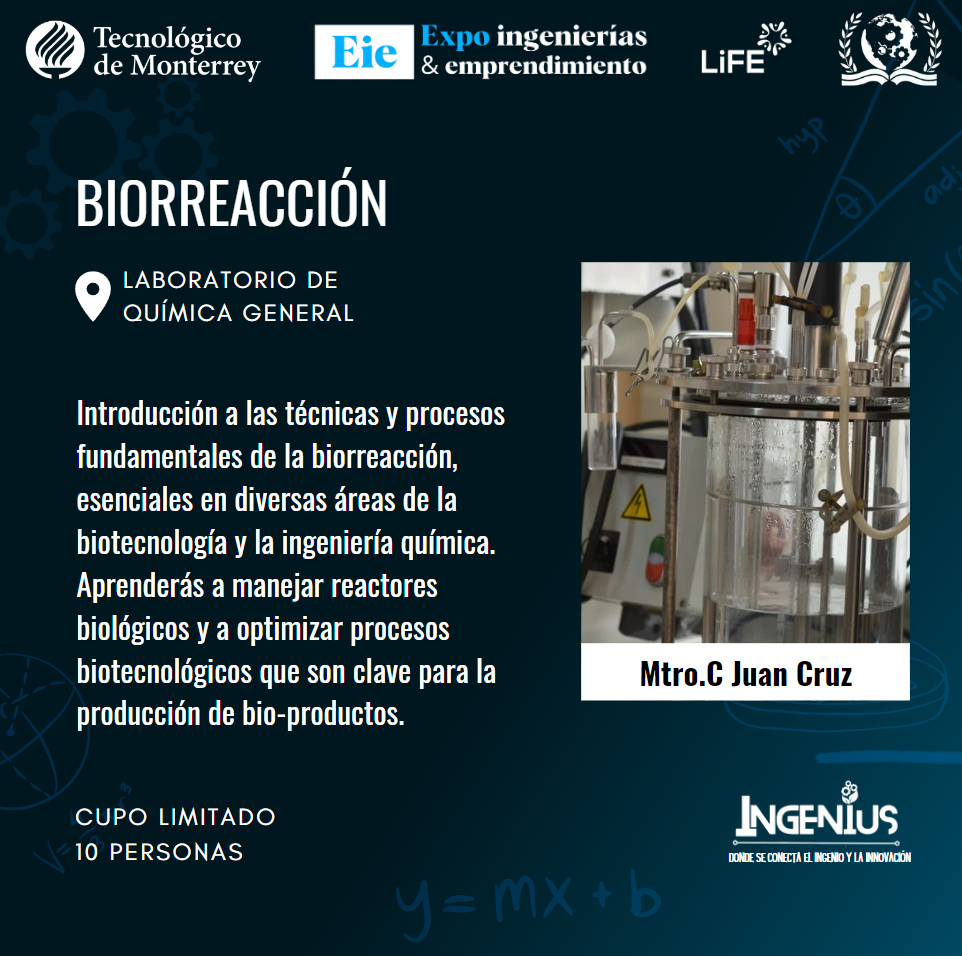 Tecnológico
de Monterrey
Eie
Expo ingenierías
& emprendimiento
LiFE
hyp
θ
adj
sin(
BIORREACCIÓN
LABORATORIO DE
QUÍMICA GENERAL
Introducción a las técnicas y procesos
fundamentales de la biorreacción,
esenciales en diversas áreas de la
biotecnología y la ingeniería química.
Aprenderás a manejar reactores
biológicos y a optimizar procesos
biotecnológicos que son clave para la
producción de bio-productos.
Mtro.C Juan Cruz
CUPO LIMITADO
10 PERSONAS
INGENIUS
DONDE SE CONECTA EL INGENIO Y LA INNOVACIÓN
y = mx + b